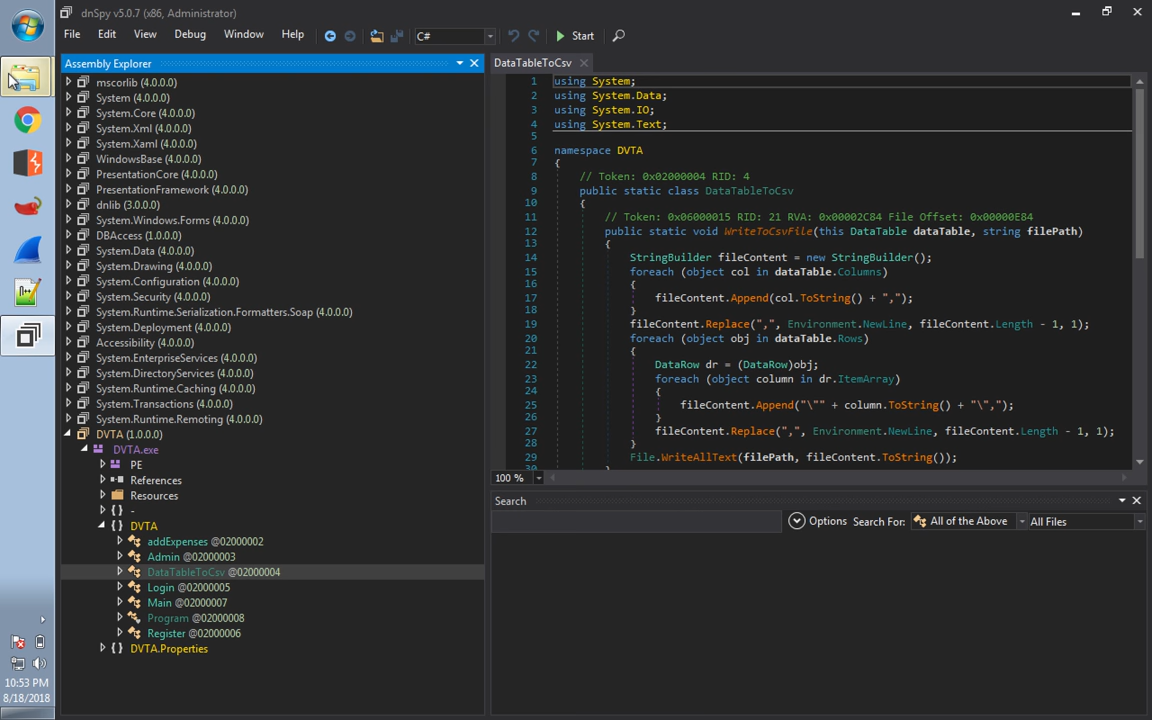 dnSpy v5.0.7 (x86, Administrator)
File Edit View Debug Window Help C# Start
Assembly Explorer
mscorlib (4.0.0.0)
System (4.0.0.0)
System.Core (4.0.0.0)
System.Xml (4.0.0.0)
System.Xaml (4.0.0.0)
WindowsBase (4.0.0.0)
PresentationCore (4.0.0.0)
PresentationFramework (4.0.0.0)
dnlib (3.0.0.0)
System.Windows.Forms (4.0.0.0)
DBAccess (1.0.0.0)
System.Data (4.0.0.0)
System.Drawing (4.0.0.0)
System.Configuration (4.0.0.0)
System.Security (4.0.0.0)
System.Runtime.Serialization.Formatters.Soap (4.0.0.0)
System.Deployment (4.0.0.0)
Accessibility (4.0.0.0)
System.EnterpriseServices (4.0.0.0)
System.DirectoryServices (4.0.0.0)
System.Runtime.Caching (4.0.0.0)
System.Transactions (4.0.0.0)
System.Runtime.Remoting (4.0.0.0)
DVTA (1.0.0.0)
DVTA.exe
PE
References
Resources
{} -
{} DVTA
addExpenses @02000002
Admin @02000003
DataTableToCsv @02000004
Login @02000005
Main @02000007
Program @02000008
Register @02000006
{} DVTA.Properties
DataTableToCsv
1 using System;
2 using System.Data;
3 using System.IO;
4 using System.Text;
5
6 namespace DVTA
7 {
8 // Token: 0x02000004 RID: 4
9 public static class DataTableToCsv
10 {
11 // Token: 0x06000015 RID: 21 RVA: 0x00002C84 File Offset: 0x00000E84
12 public static void WriteToCsvFile(this DataTable dataTable, string filePath)
13 {
14 StringBuilder fileContent = new StringBuilder();
15 foreach (object col in dataTable.Columns)
16 {
17 fileContent.Append(col.ToString() + ",");
18 }
19 fileContent.Replace(",", Environment.NewLine, fileContent.Length - 1, 1);
20 foreach (object obj in dataTable.Rows)
21 {
22 DataRow dr = (DataRow)obj;
23 foreach (object column in dr.ItemArray)
24 {
25 fileContent.Append("\"" + column.ToString() + "\",");
26 }
27 fileContent.Replace(",", Environment.NewLine, fileContent.Length - 1, 1);
28 }
29 File.WriteAllText(filePath, fileContent.ToString());
30 }
100 %
Search
Options Search For: All of the Above All Files
10:53 PM
8/18/2018